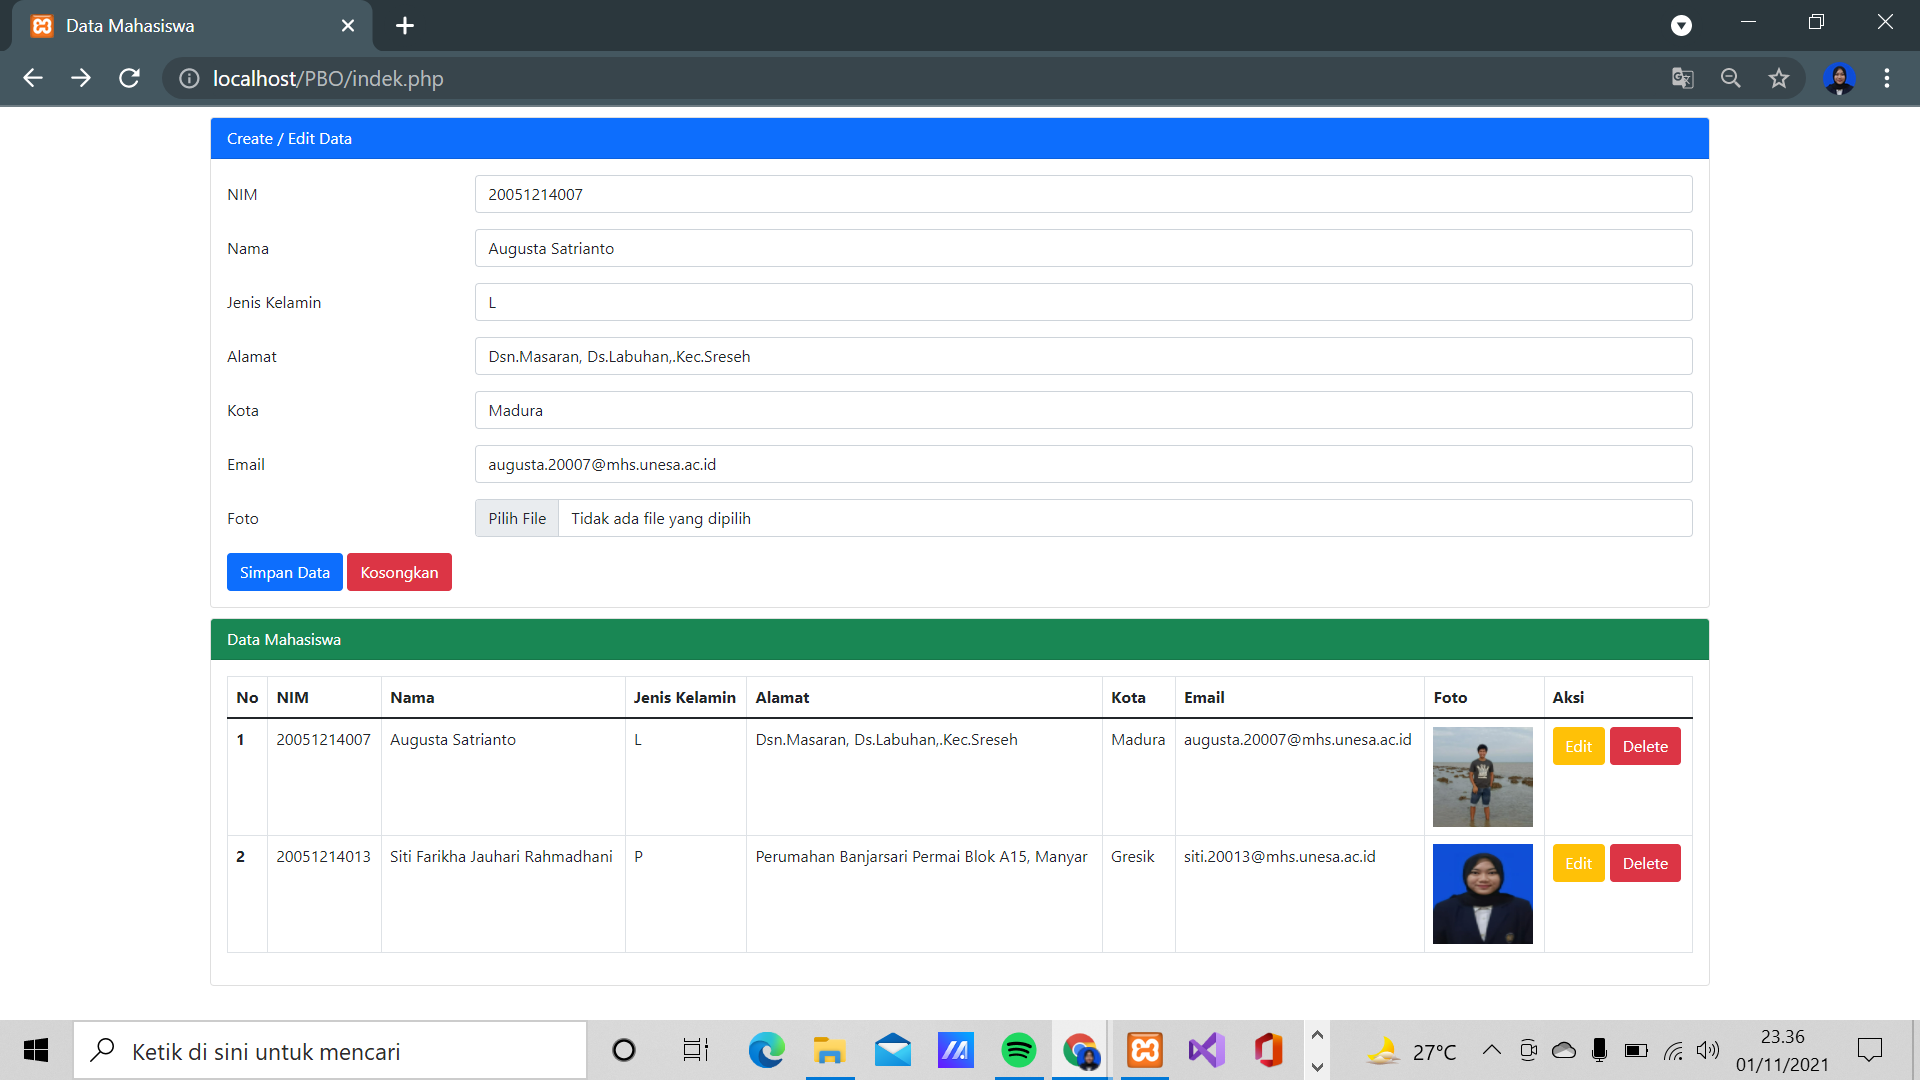 Data Mahasiswa
localhost/PBO/indek.php
Create / Edit Data
NIM 20051214007
Nama Augusta Satrianto
Jenis Kelamin L
Alamat Dsn.Masaran, Ds.Labuhan,.Kec.Sreseh
Kota Madura
Email augusta.20007@mhs.unesa.ac.id
Foto Pilih File Tidak ada file yang dipilih
Simpan Data Kosongkan
Data Mahasiswa
No NIM Nama Jenis Kelamin Alamat Kota Email Foto Aksi
1 20051214007 Augusta Satrianto L Dsn.Masaran, Ds.Labuhan,.Kec.Sreseh Madura augusta.20007@mhs.unesa.ac.id Edit Delete
2 20051214013 Siti Farikha Jauhari Rahmadhani P Perumahan Banjarsari Permai Blok A15, Manyar Gresik siti.20013@mhs.unesa.ac.id Edit Delete
Ketik di sini untuk mencari
27°C
23.36
01/11/2021